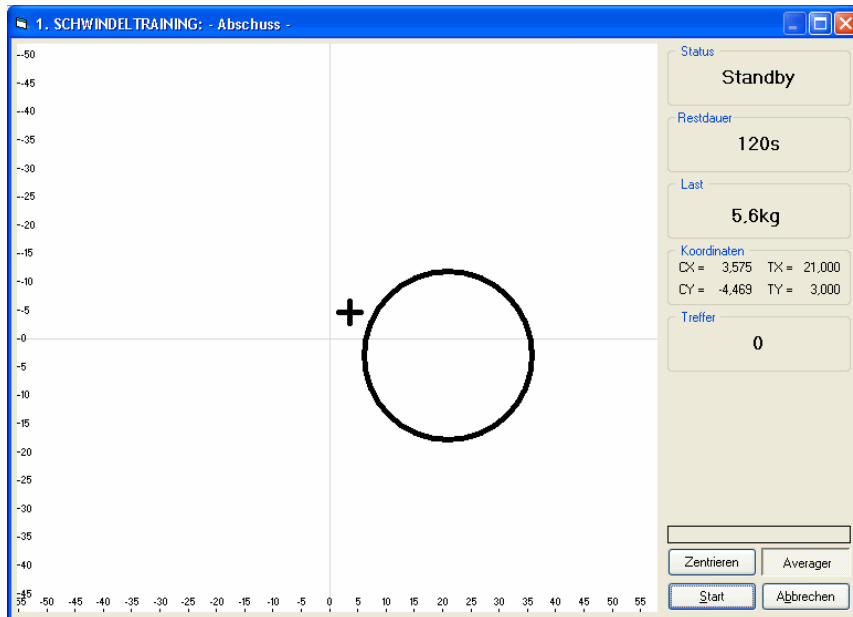 1. SCHWINDELTRAINING: - Abschuss -
--50
--45
--40
--35
--30
--25
--20
--15
-10
-5
-0
5
10
15
20
25
30
35
40
45
55 -50 -45 -40 -35 -30 -25 -20 -15 -10 -5 0 5 10 15 20 25 30 35 40 45 50 55
Status
Standby
Restdauer
120s
Last
5,6kg
Koordinaten
CX = 3,575 TX = 21,000
CY = -4,469 TY = 3,000
Treffer
0
Zentrieren Averager
Start Abbrechen